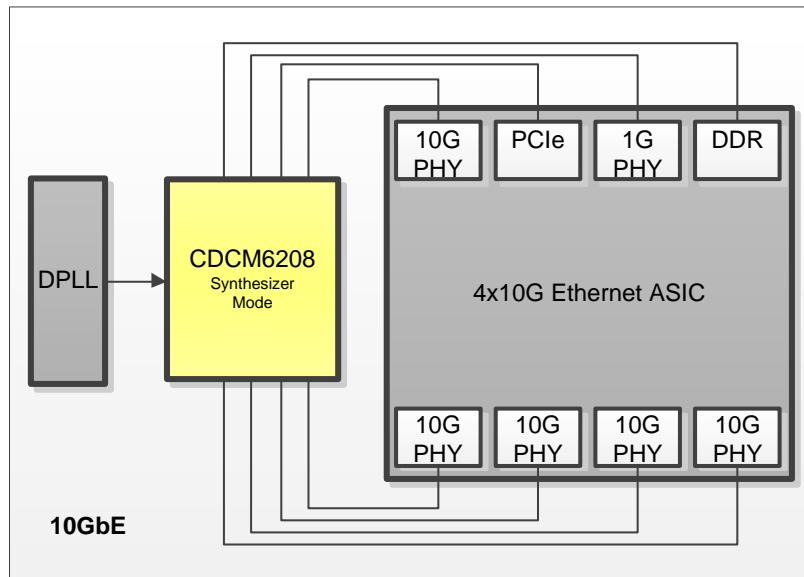 10G PHY
PCIe
1G PHY
DDR
DPLL
CDCM6208
Synthesizer
Mode
4x10G Ethernet ASIC
10G PHY
10G PHY
10G PHY
10G PHY
10GbE